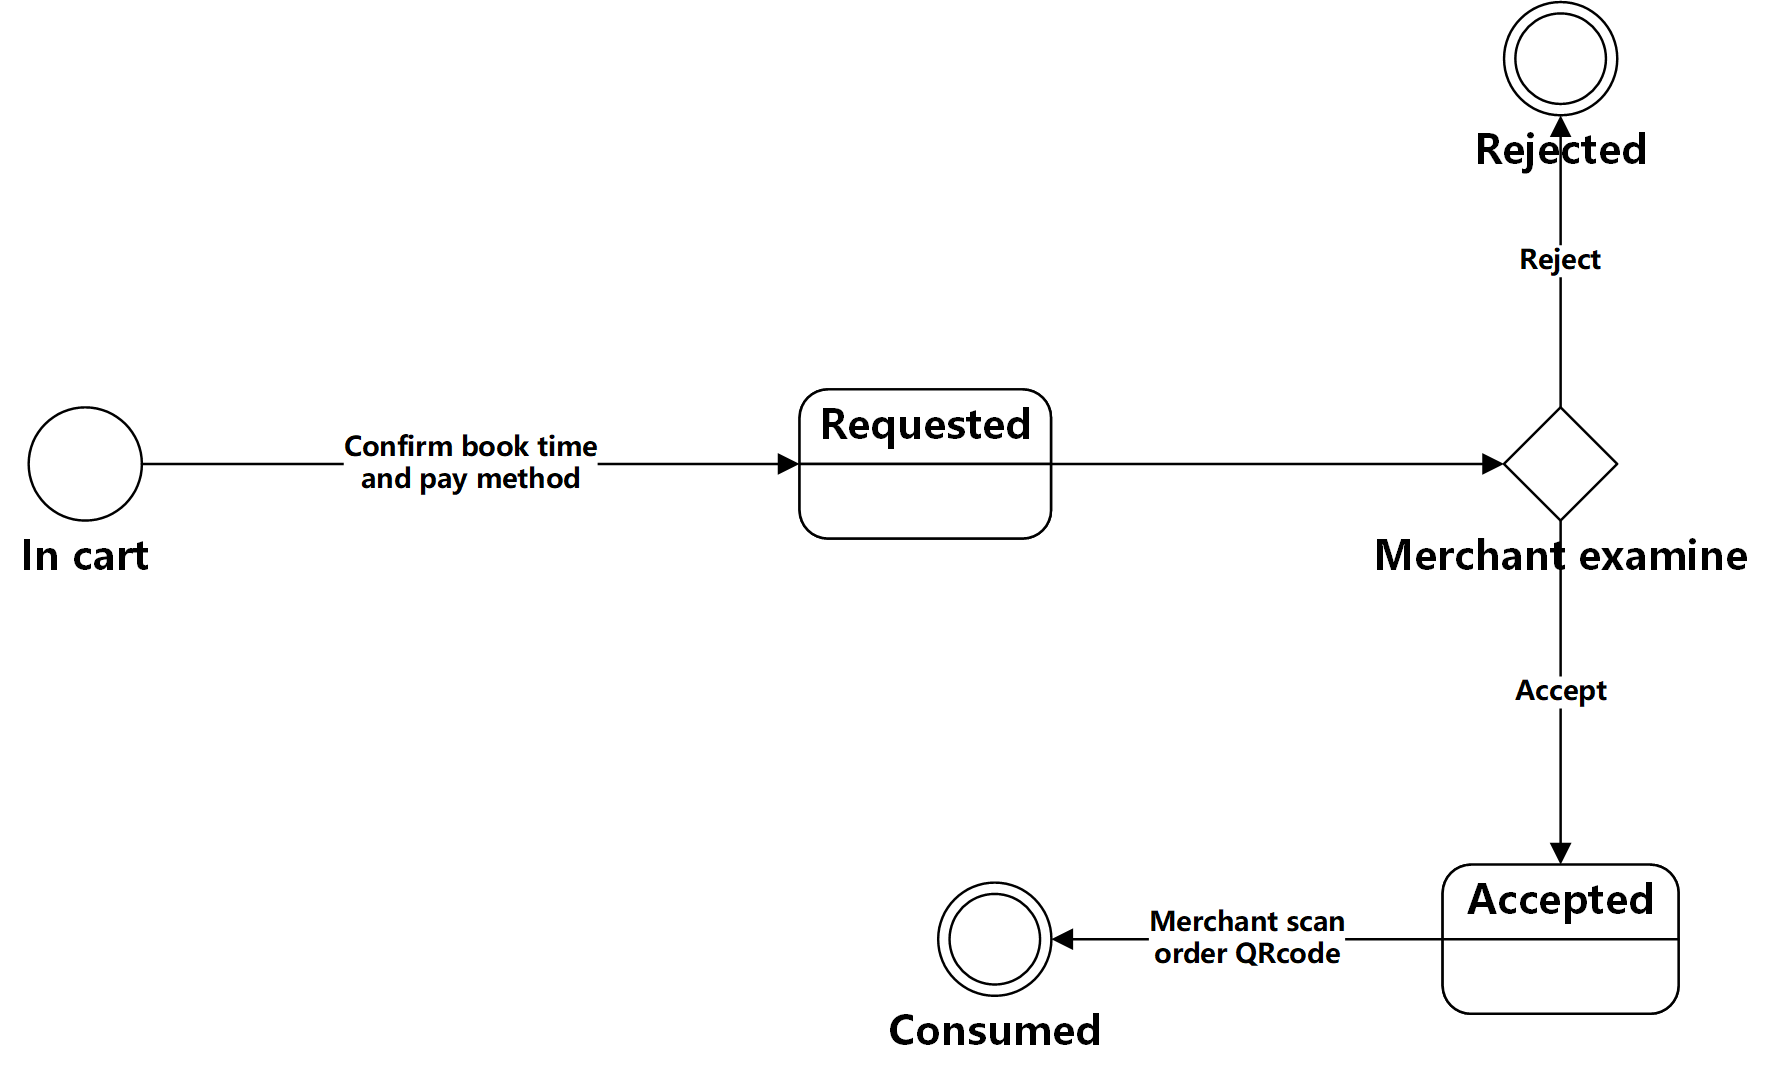 Rejected
Reject
Requested
Confirm book time
and pay method
In cart
Merchant examine
Accept
Accepted
Merchant scan
order QRcode
Consumed